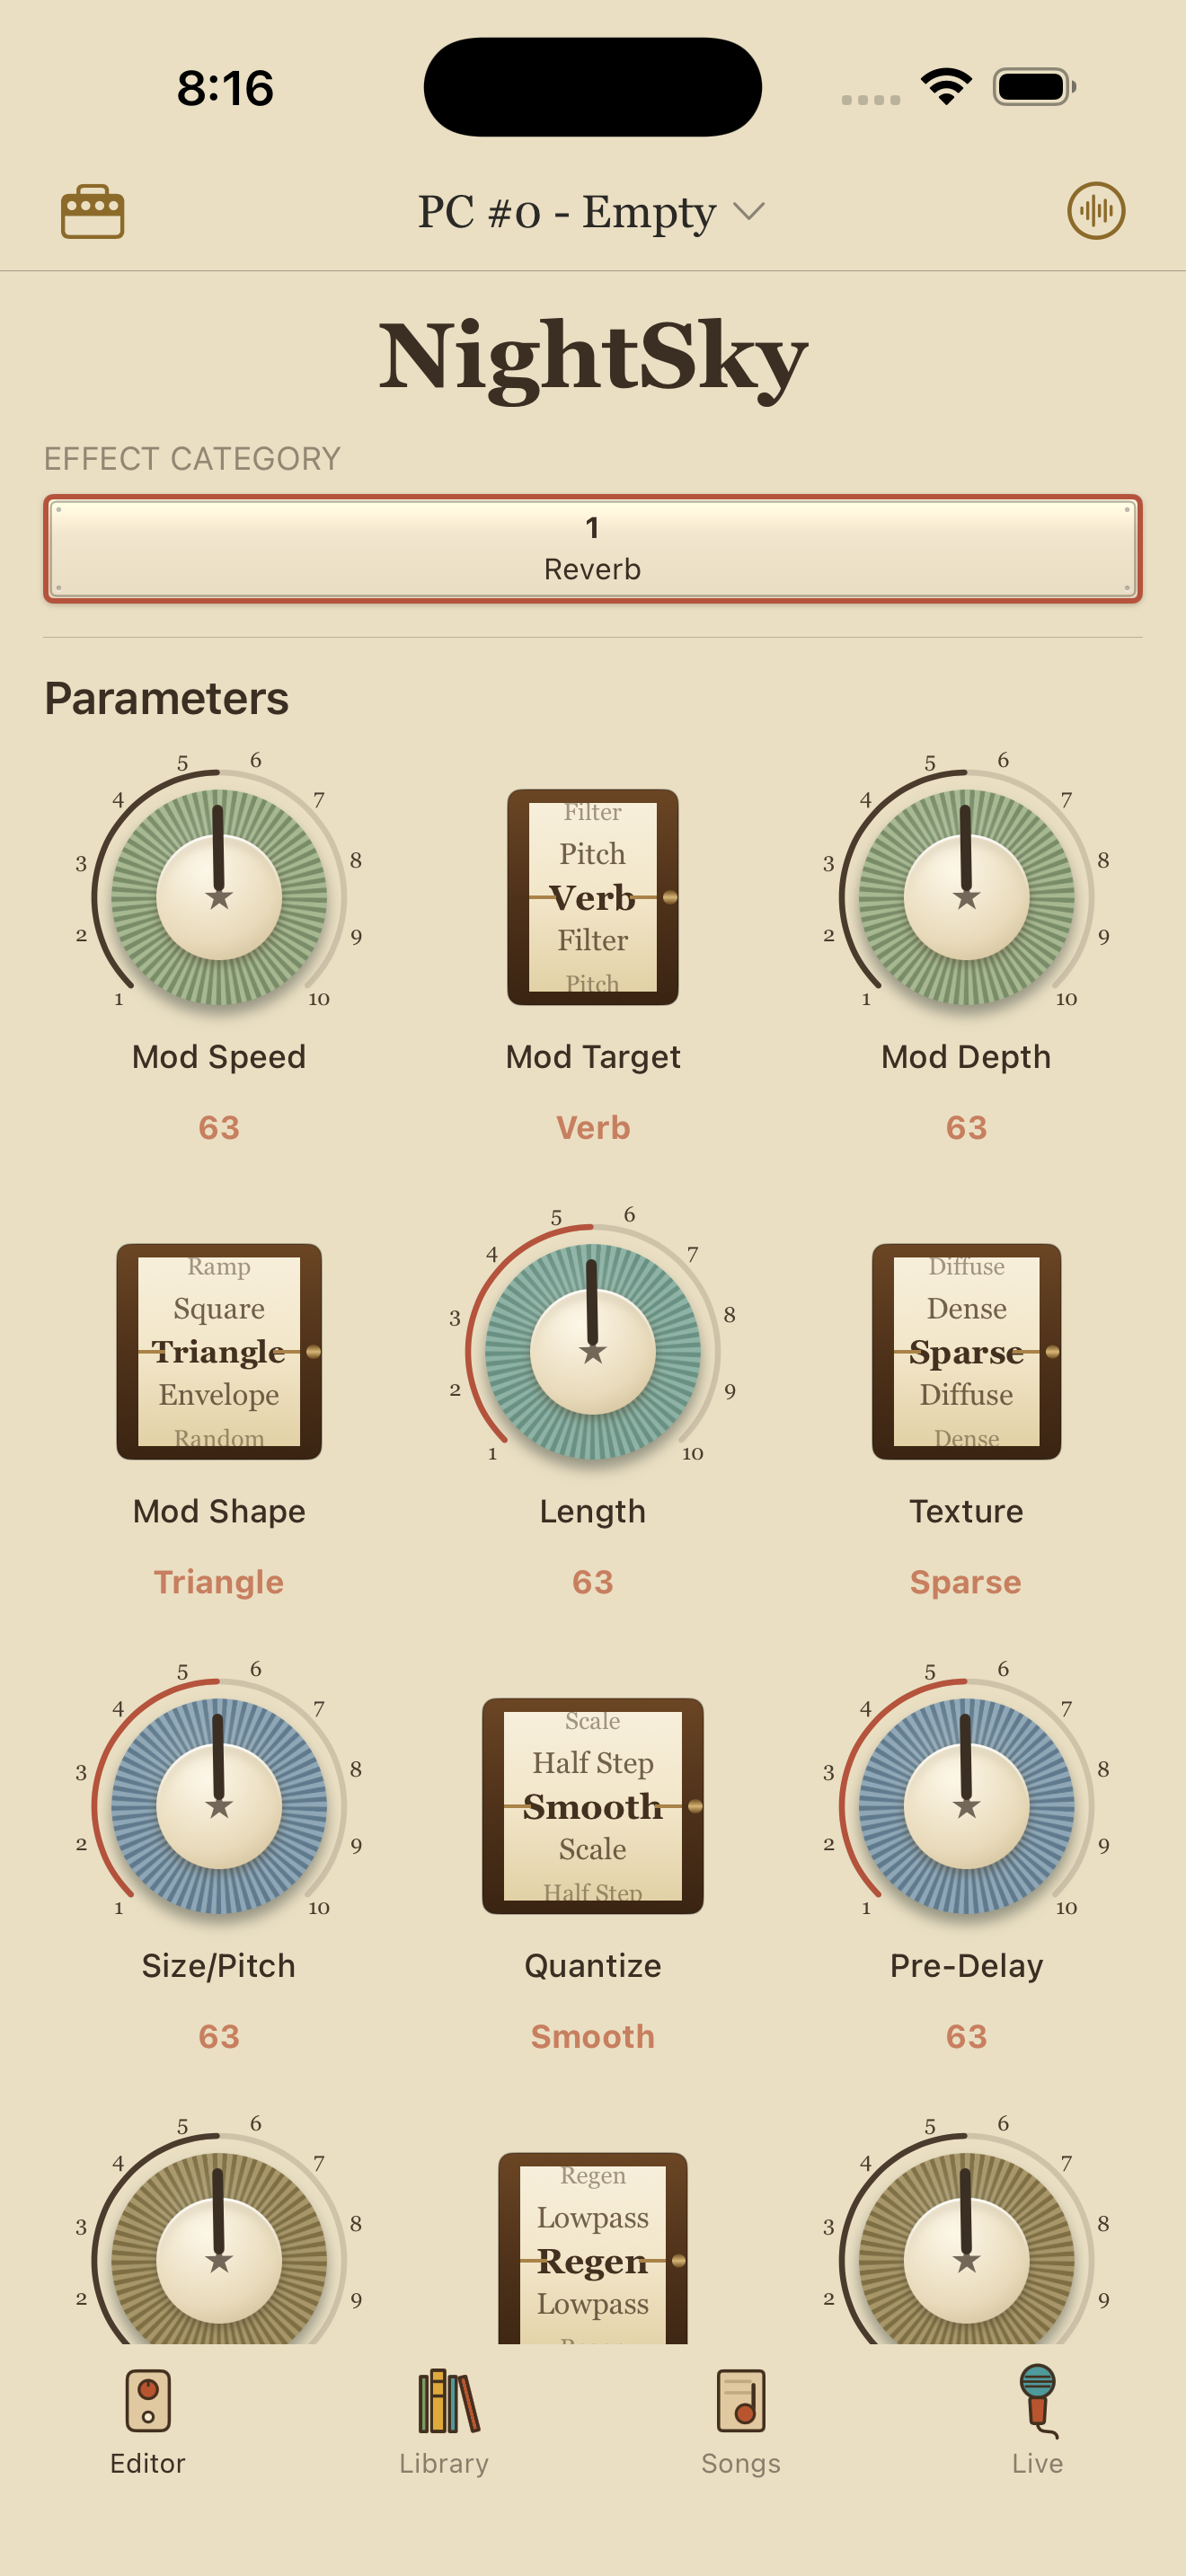 8:16
PC #0 - Empty
NightSky
EFFECT CATEGORY
1
Reverb
Parameters
1 2 3 4 5 6 7 8 9 10
Filter
Pitch
Verb
Filter
Pitch
1 2 3 4 5 6 7 8 9 10
Mod Speed
Mod Target
Mod Depth
63
Verb
63
Ramp
Square
Triangle
Envelope
Random
1 2 3 4 5 6 7 8 9 10
Diffuse
Dense
Sparse
Diffuse
Dense
Mod Shape
Length
Texture
Triangle
63
Sparse
1 2 3 4 5 6 7 8 9 10
Scale
Half Step
Smooth
Scale
Half Step
1 2 3 4 5 6 7 8 9 10
Size/Pitch
Quantize
Pre-Delay
63
Smooth
63
2 3 4 5 6 7 8 9
Regen
Lowpass
Regen
Lowpass
2 3 4 5 6 7 8 9
Editor
Library
Songs
Live